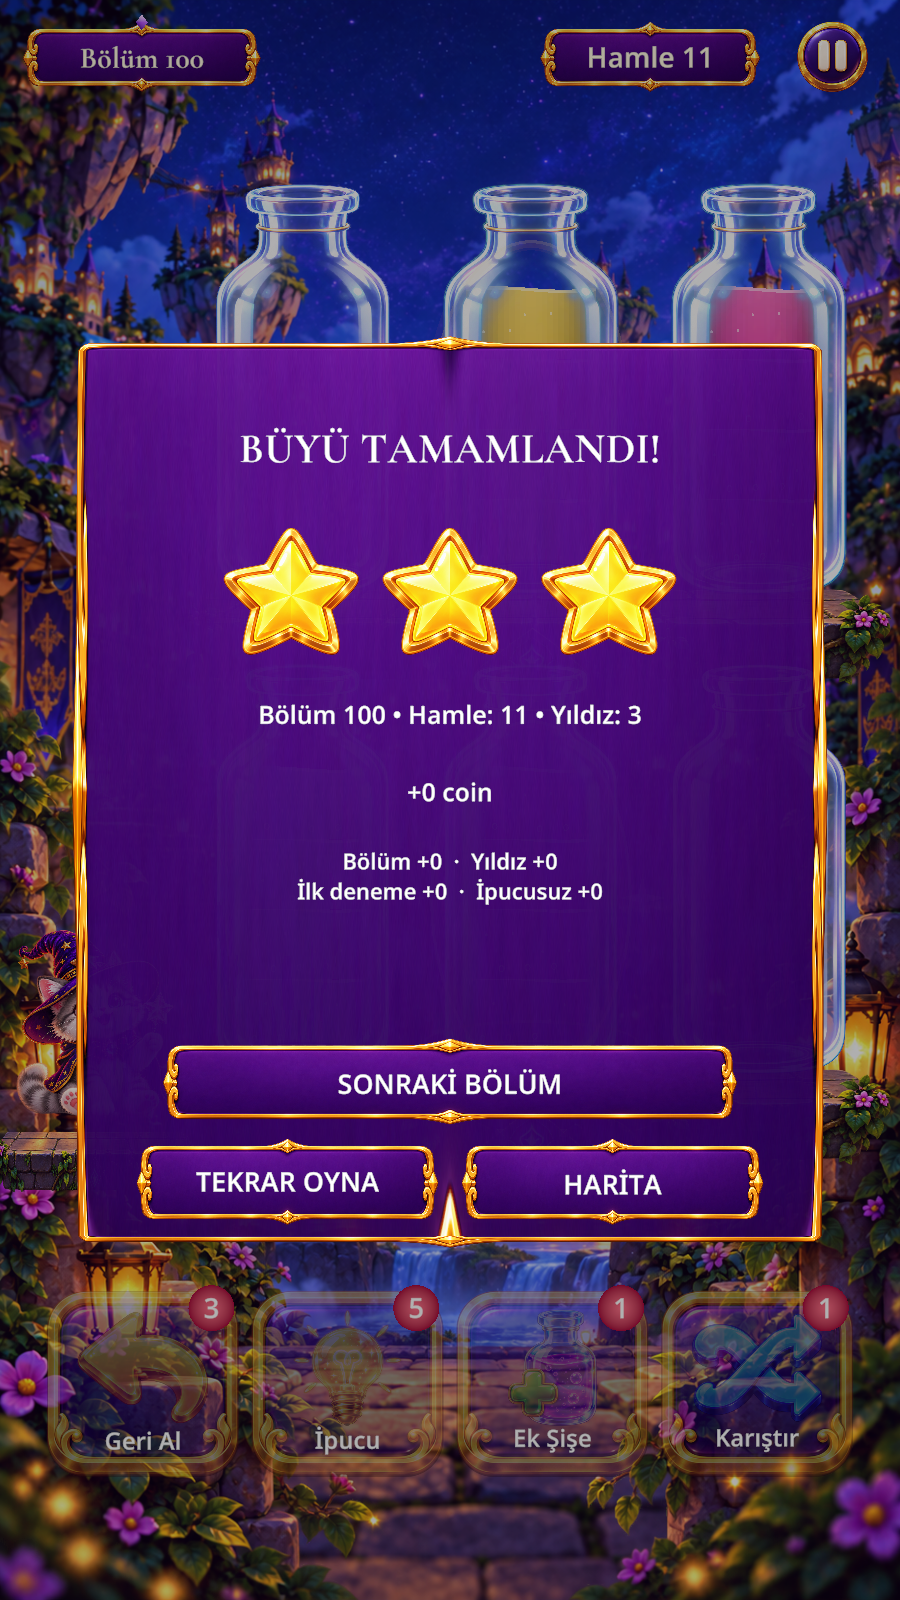 Bölüm 100
Hamle 11
BÜYÜ TAMAMLANDI!
Bölüm 100 • Hamle: 11 • Yıldız: 3
+0 coin
Bölüm +0 · Yıldız +0
İlk deneme +0 · İpucusuz +0
SONRAKİ BÖLÜM
TEKRAR OYNA
HARİTA
3
5
1
1
Geri Al
İpucu
Ek Şişe
Karıştır